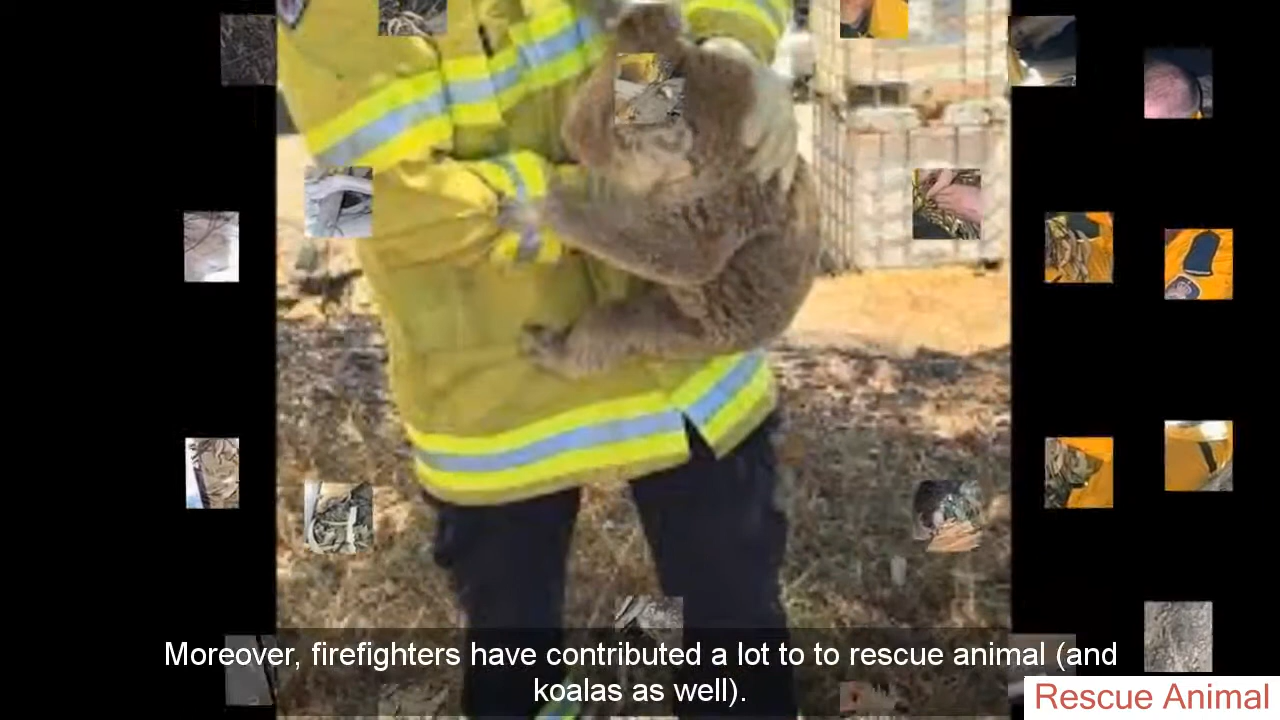 Moreover, firefighters have contributed a lot to to rescue animal (and
koalas as well).
Rescue Animal